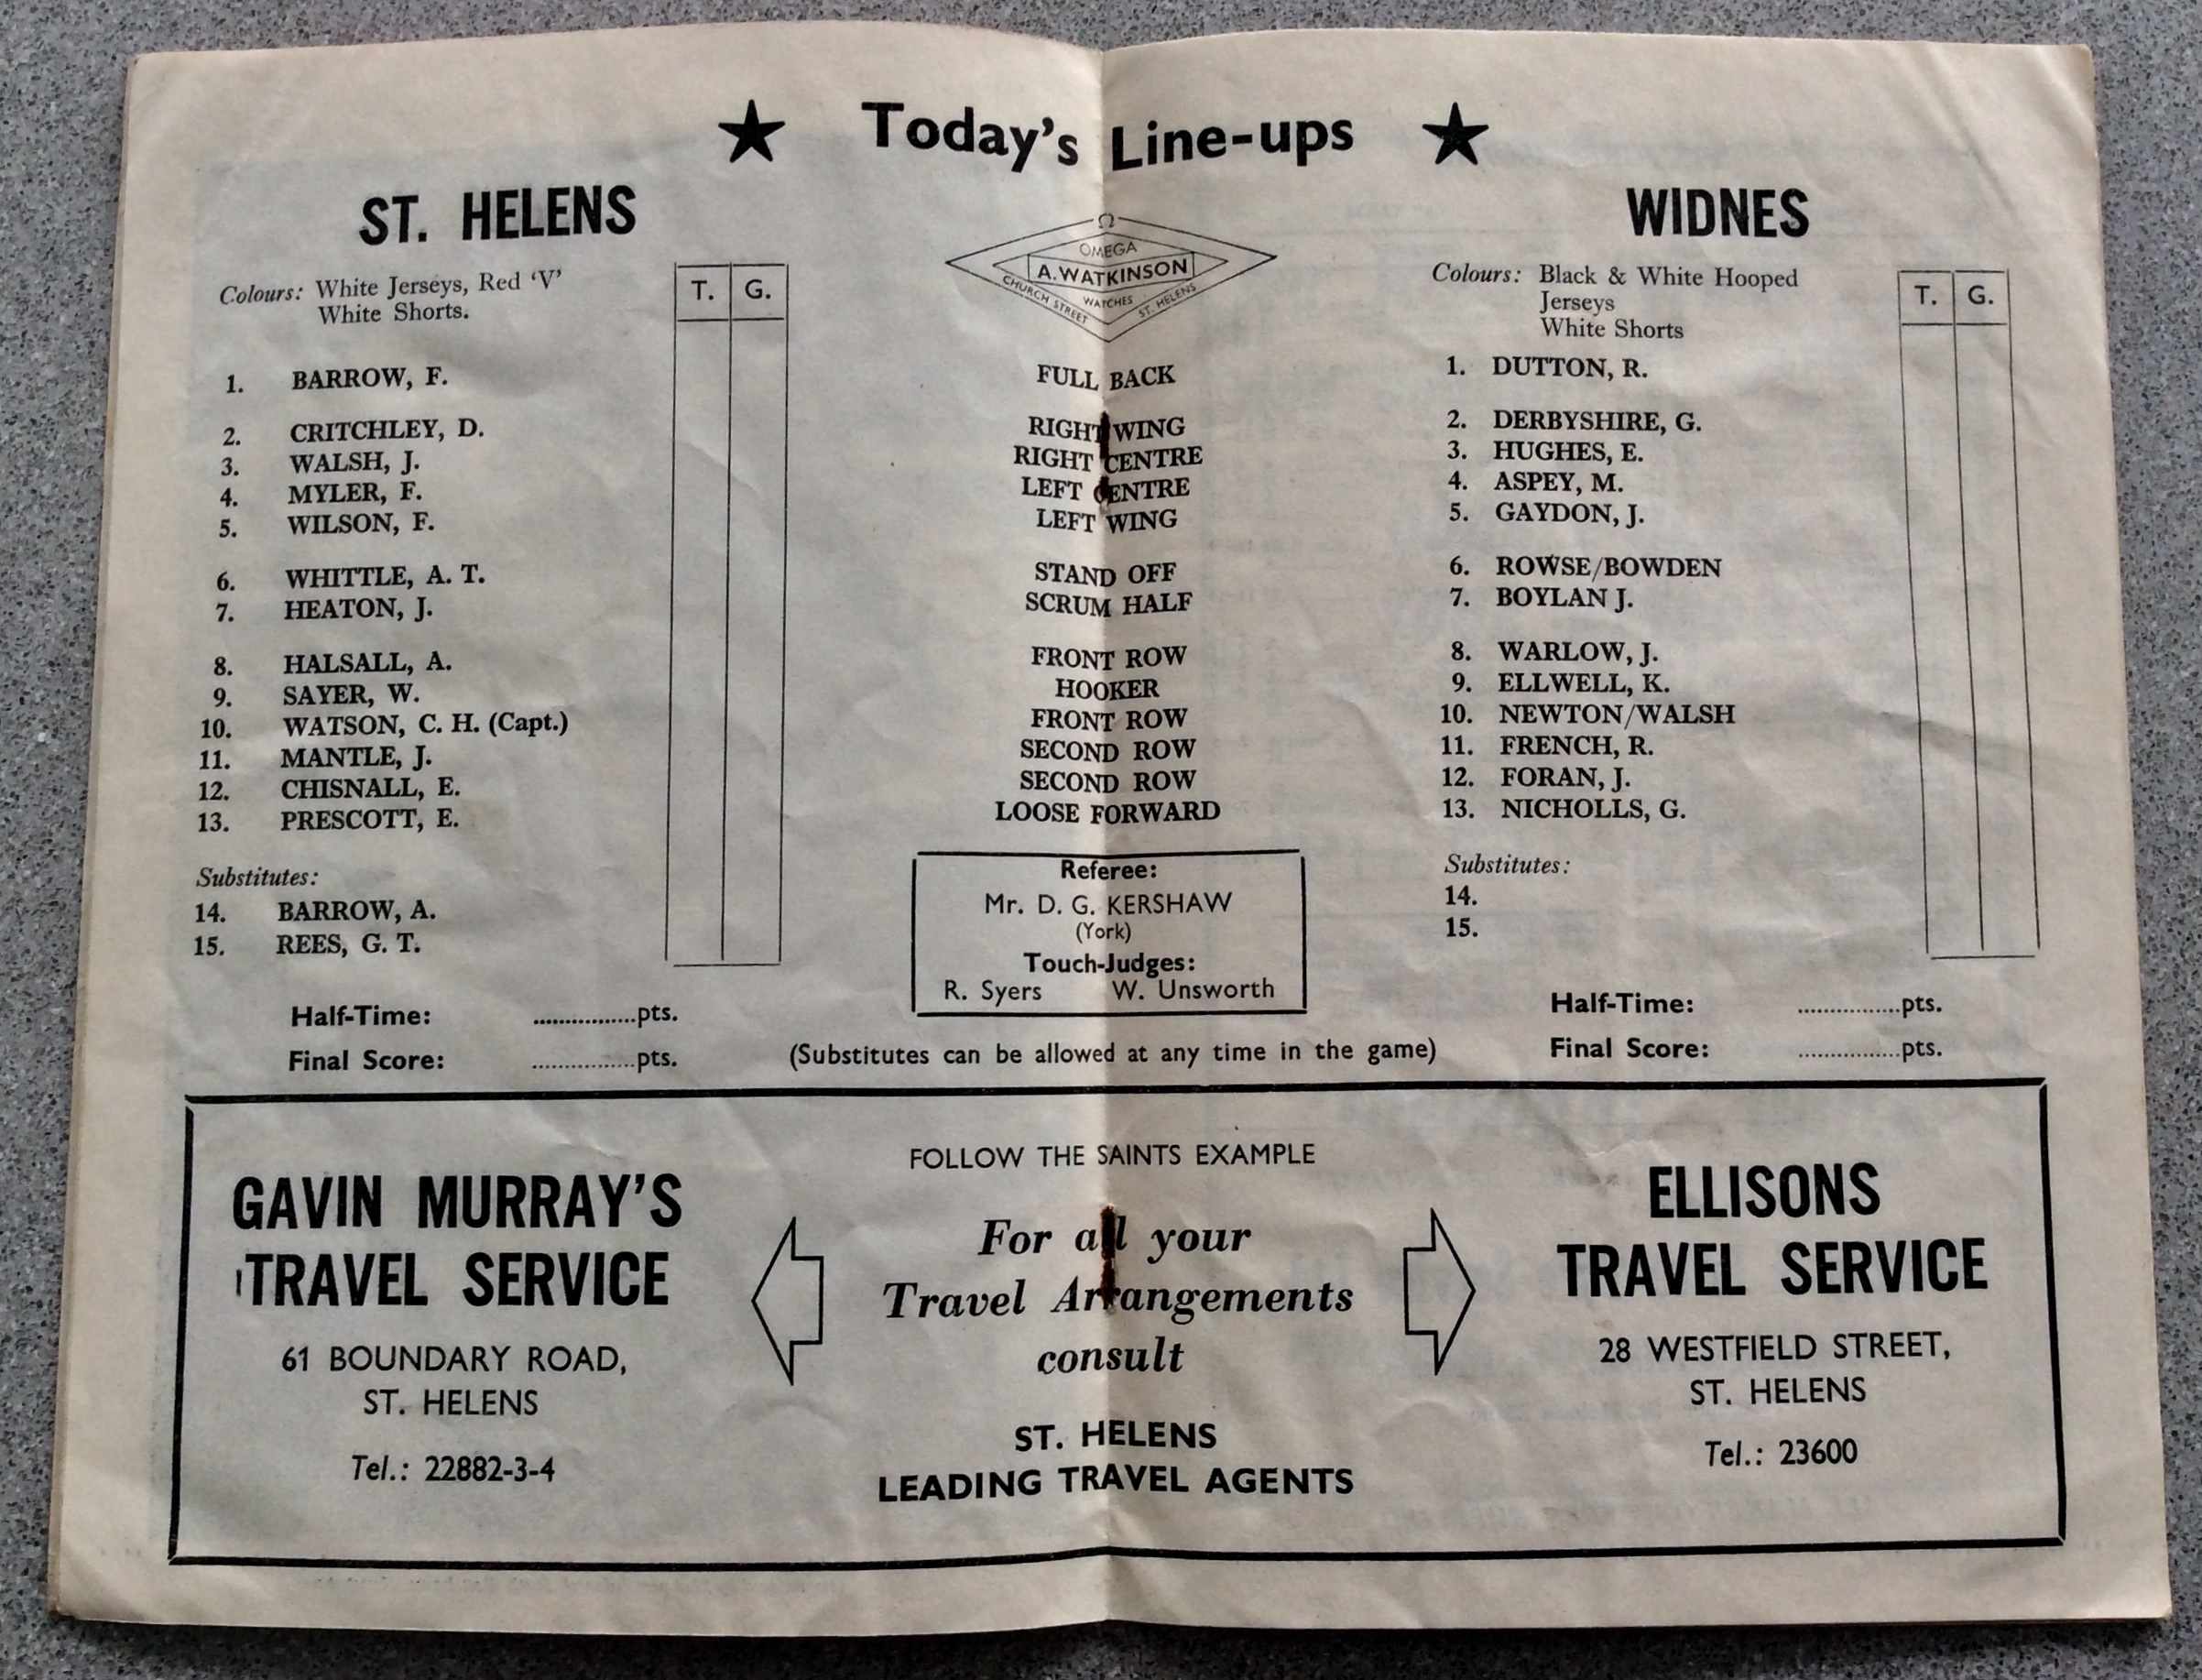 ★ Today's Line-ups ★
ST. HELENS
Colours: White Jerseys, Red 'V'
White Shorts.
T. G.
1. BARROW, F.
2. CRITCHLEY, D.
3. WALSH, J.
4. MYLER, F.
5. WILSON, F.
6. WHITTLE, A. T.
7. HEATON, J.
8. HALSALL, A.
9. SAYER, W.
10. WATSON, C. H. (Capt.)
11. MANTLE, J.
12. CHISNALL, E.
13. PRESCOTT, E.
Substitutes:
14. BARROW, A.
15. REES, G. T.
Half-Time: ................pts.
Final Score: ................pts.
Ω
OMEGA
A. WATKINSON
WATCHES
CHURCH STREET ST. HELENS
FULL BACK
RIGHT WING
RIGHT CENTRE
LEFT CENTRE
LEFT WING
STAND OFF
SCRUM HALF
FRONT ROW
HOOKER
FRONT ROW
SECOND ROW
SECOND ROW
LOOSE FORWARD
Referee:
Mr. D. G. KERSHAW
(York)
Touch-Judges:
R. Syers W. Unsworth
(Substitutes can be allowed at any time in the game)
WIDNES
Colours: Black & White Hooped
Jerseys
White Shorts
T. G.
1. DUTTON, R.
2. DERBYSHIRE, G.
3. HUGHES, E.
4. ASPEY, M.
5. GAYDON, J.
6. ROWSE/BOWDEN
7. BOYLAN J.
8. WARLOW, J.
9. ELLWELL, K.
10. NEWTON/WALSH
11. FRENCH, R.
12. FORAN, J.
13. NICHOLLS, G.
Substitutes:
14.
15.
Half-Time: ................pts.
Final Score: ................pts.
GAVIN MURRAY'S
TRAVEL SERVICE
61 BOUNDARY ROAD,
ST. HELENS
Tel.: 22882-3-4
FOLLOW THE SAINTS EXAMPLE
For all your
Travel Arrangements
consult
ST. HELENS
LEADING TRAVEL AGENTS
ELLISONS
TRAVEL SERVICE
28 WESTFIELD STREET,
ST. HELENS
Tel.: 23600